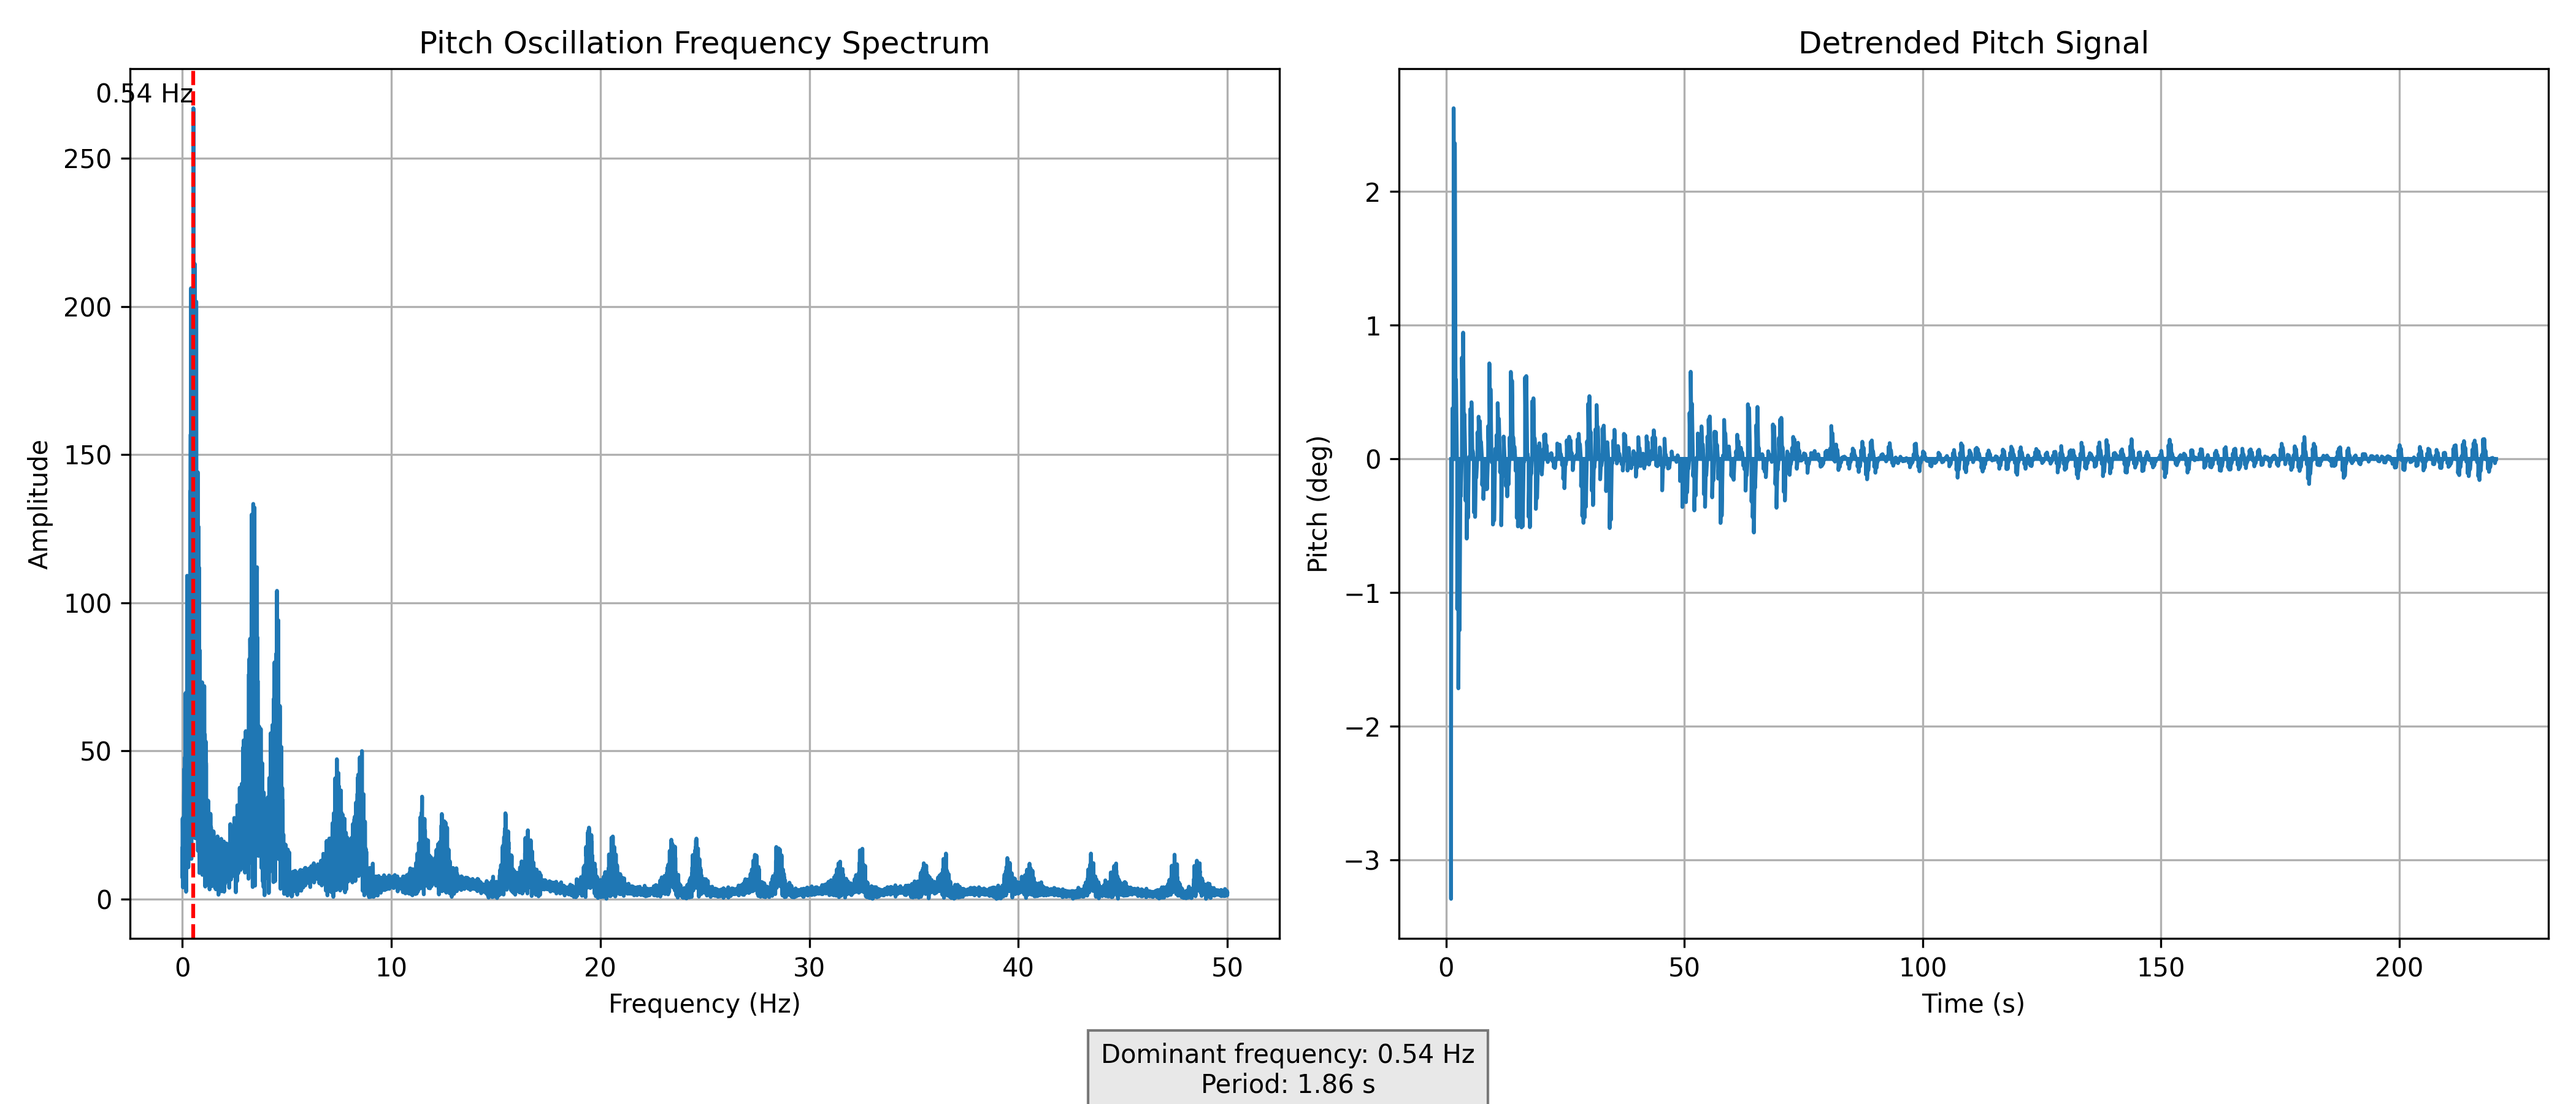 Pitch Oscillation Frequency Spectrum
0.54 Hz
250
200
150
100
50
0
Amplitude
0
10
20
30
40
50
Frequency (Hz)
Detrended Pitch Signal
2
1
0
−1
−2
−3
Pitch (deg)
0
50
100
150
200
Time (s)
Dominant frequency: 0.54 Hz
Period: 1.86 s